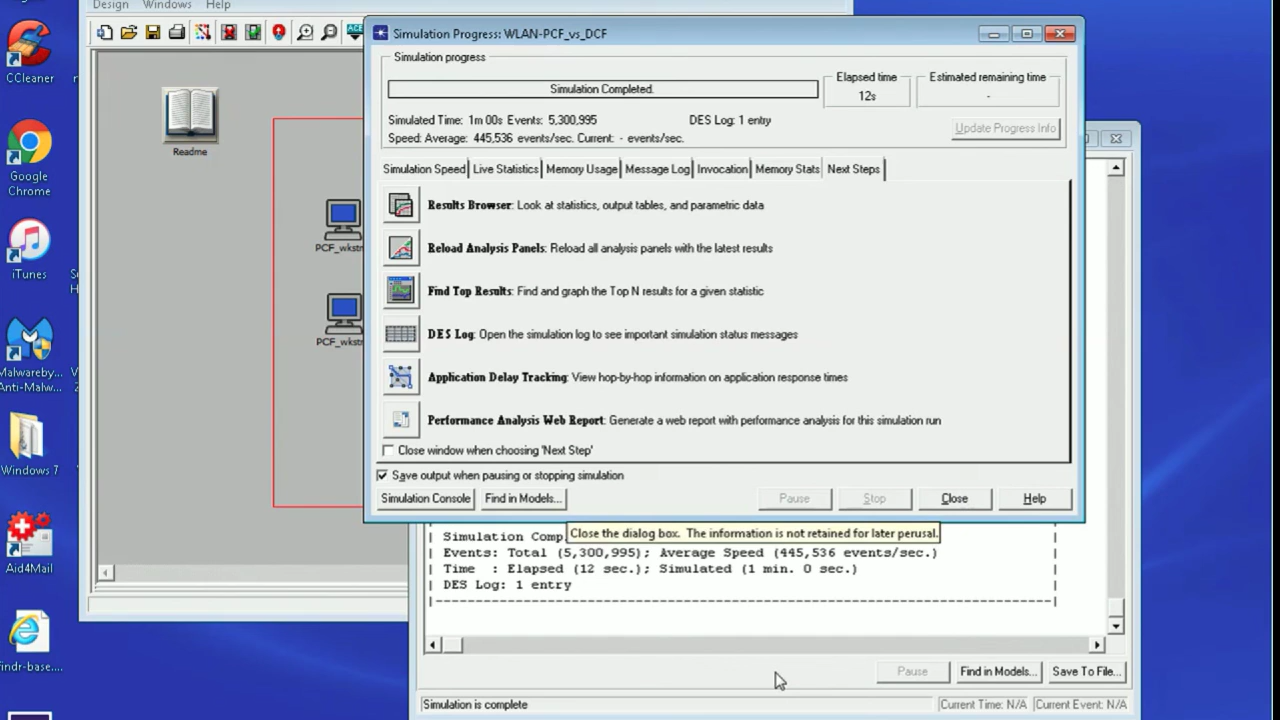 Design Windows Help
CCleaner
Google
Chrome
iTunes
Malwareby...
Anti-Malw...
Windows 7
Aid4Mail
findr-base....
Readme
PCF_wkstn
PCF_wkstn
Simulation Progress: WLAN-PCF_vs_DCF
Simulation progress
Simulation Completed.
Elapsed time
12s
Estimated remaining time
-
Simulated Time: 1m 00s Events: 5,300,995 DES Log: 1 entry
Speed: Average: 445,536 events/sec. Current: - events/sec.
Update Progress Info
Simulation Speed Live Statistics Memory Usage Message Log Invocation Memory Stats Next Steps
Results Browser: Look at statistics, output tables, and parametric data
Reload Analysis Panels: Reload all analysis panels with the latest results
Find Top Results: Find and graph the Top N results for a given statistic
DES Log: Open the simulation log to see important simulation status messages
Application Delay Tracking: View hop-by-hop information on application response times
Performance Analysis Web Report: Generate a web report with performance analysis for this simulation run
Close window when choosing 'Next Step'
Save output when pausing or stopping simulation
Simulation Console Find in Models... Pause Stop Close Help
Close the dialog box. The information is not retained for later perusal.
| Simulation Comp
| Events: Total (5,300,995); Average Speed (445,536 events/sec.) |
| Time : Elapsed (12 sec.); Simulated (1 min. 0 sec.) |
| DES Log: 1 entry |
|-----------------------------------------------------------------------------|
Pause Find in Models... Save To File...
Simulation is complete Current Time: N/A Current Event: N/A